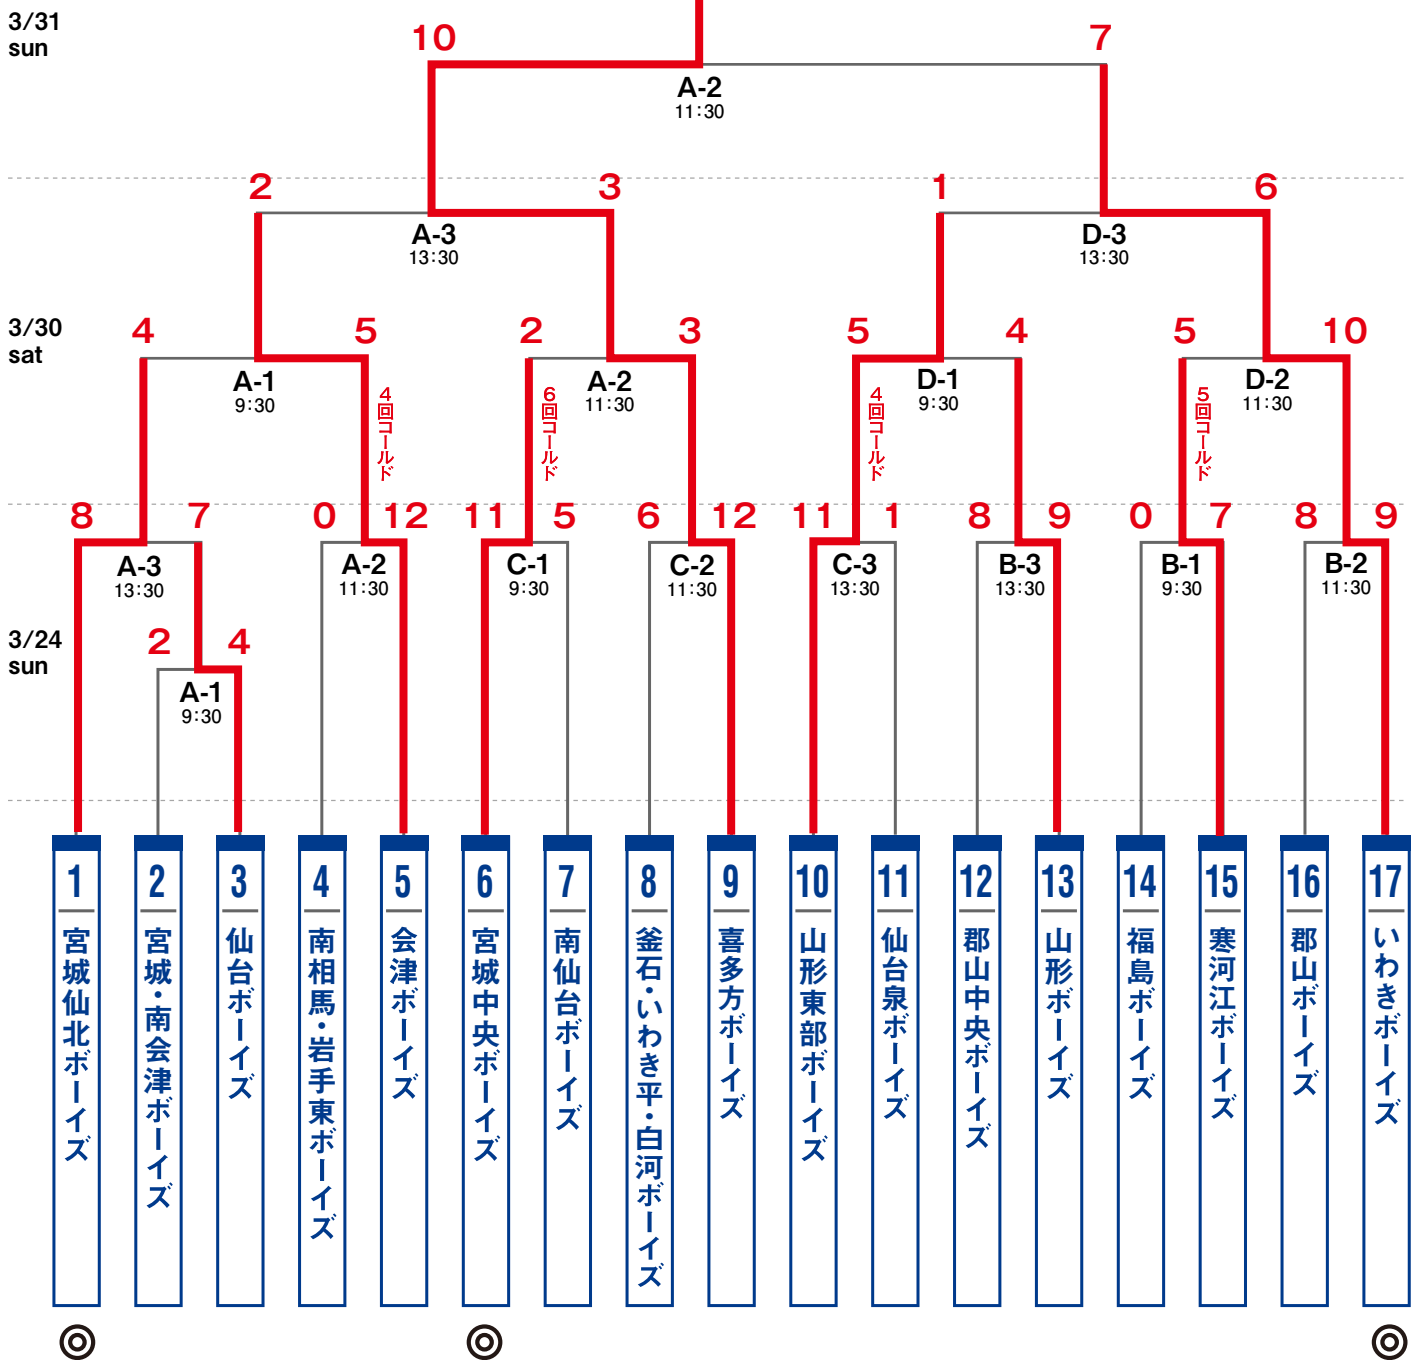 3/31
sun
10
7
A-2
11:30
2
3
1
6
A-3
13:30
D-3
13:30
3/30
sat
4
5
2
3
5
4
5
10
A-1
9:30
A-2
11:30
D-1
9:30
D-2
11:30
4回コールド
6回コールド
4回コールド
5回コールド
8
7
0
12
11
5
6
12
11
1
8
9
0
7
8
9
A-3
13:30
A-2
11:30
C-1
9:30
C-2
11:30
C-3
13:30
B-3
13:30
B-1
9:30
B-2
11:30
3/24
sun
2
4
A-1
9:30
1
宮城仙北ボーイズ
2
宮城・南会津ボーイズ
3
仙台ボーイズ
4
南相馬・岩手東ボーイズ
5
会津ボーイズ
6
宮城中央ボーイズ
7
南仙台ボーイズ
8
釜石・いわき平・白河ボーイズ
9
喜多方ボーイズ
10
山形東部ボーイズ
11
仙台泉ボーイズ
12
郡山中央ボーイズ
13
山形ボーイズ
14
福島ボーイズ
15
寒河江ボーイズ
16
郡山ボーイズ
17
いわきボーイズ
◎
◎
◎